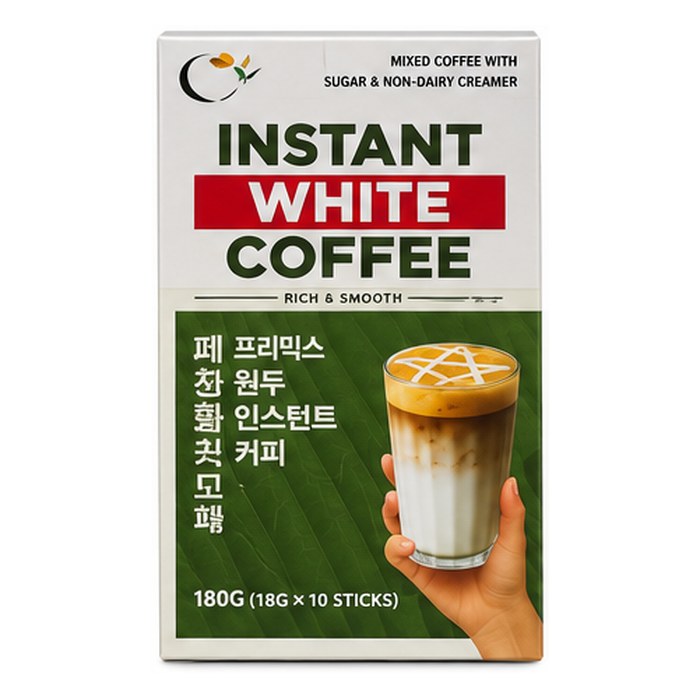 MIXED COFFEE WITH
SUGAR & NON-DAIRY CREAMER
INSTANT
WHITE
COFFEE
RICH & SMOOTH
프리믹스
원두
인스턴트
커피
180G (18G × 10 STICKS)